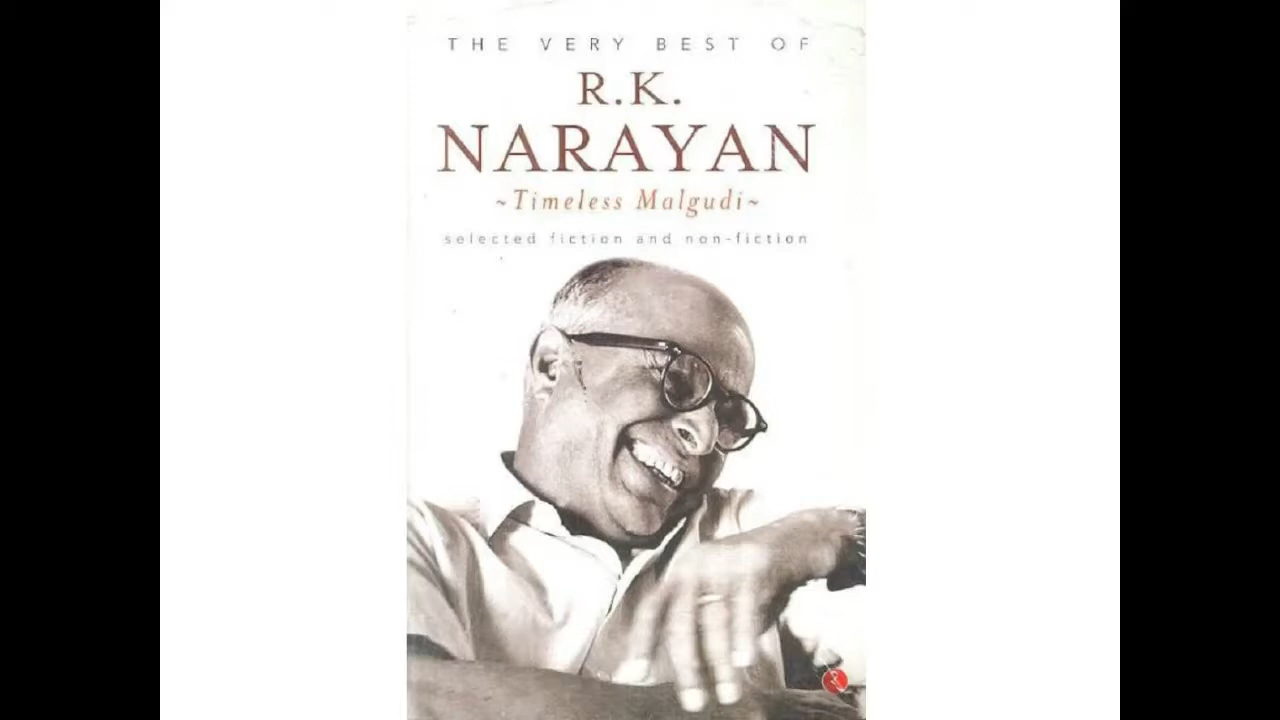 THE VERY BEST OF
R.K.
NARAYAN
~Timeless Malgudi~
selected fiction and non-fiction